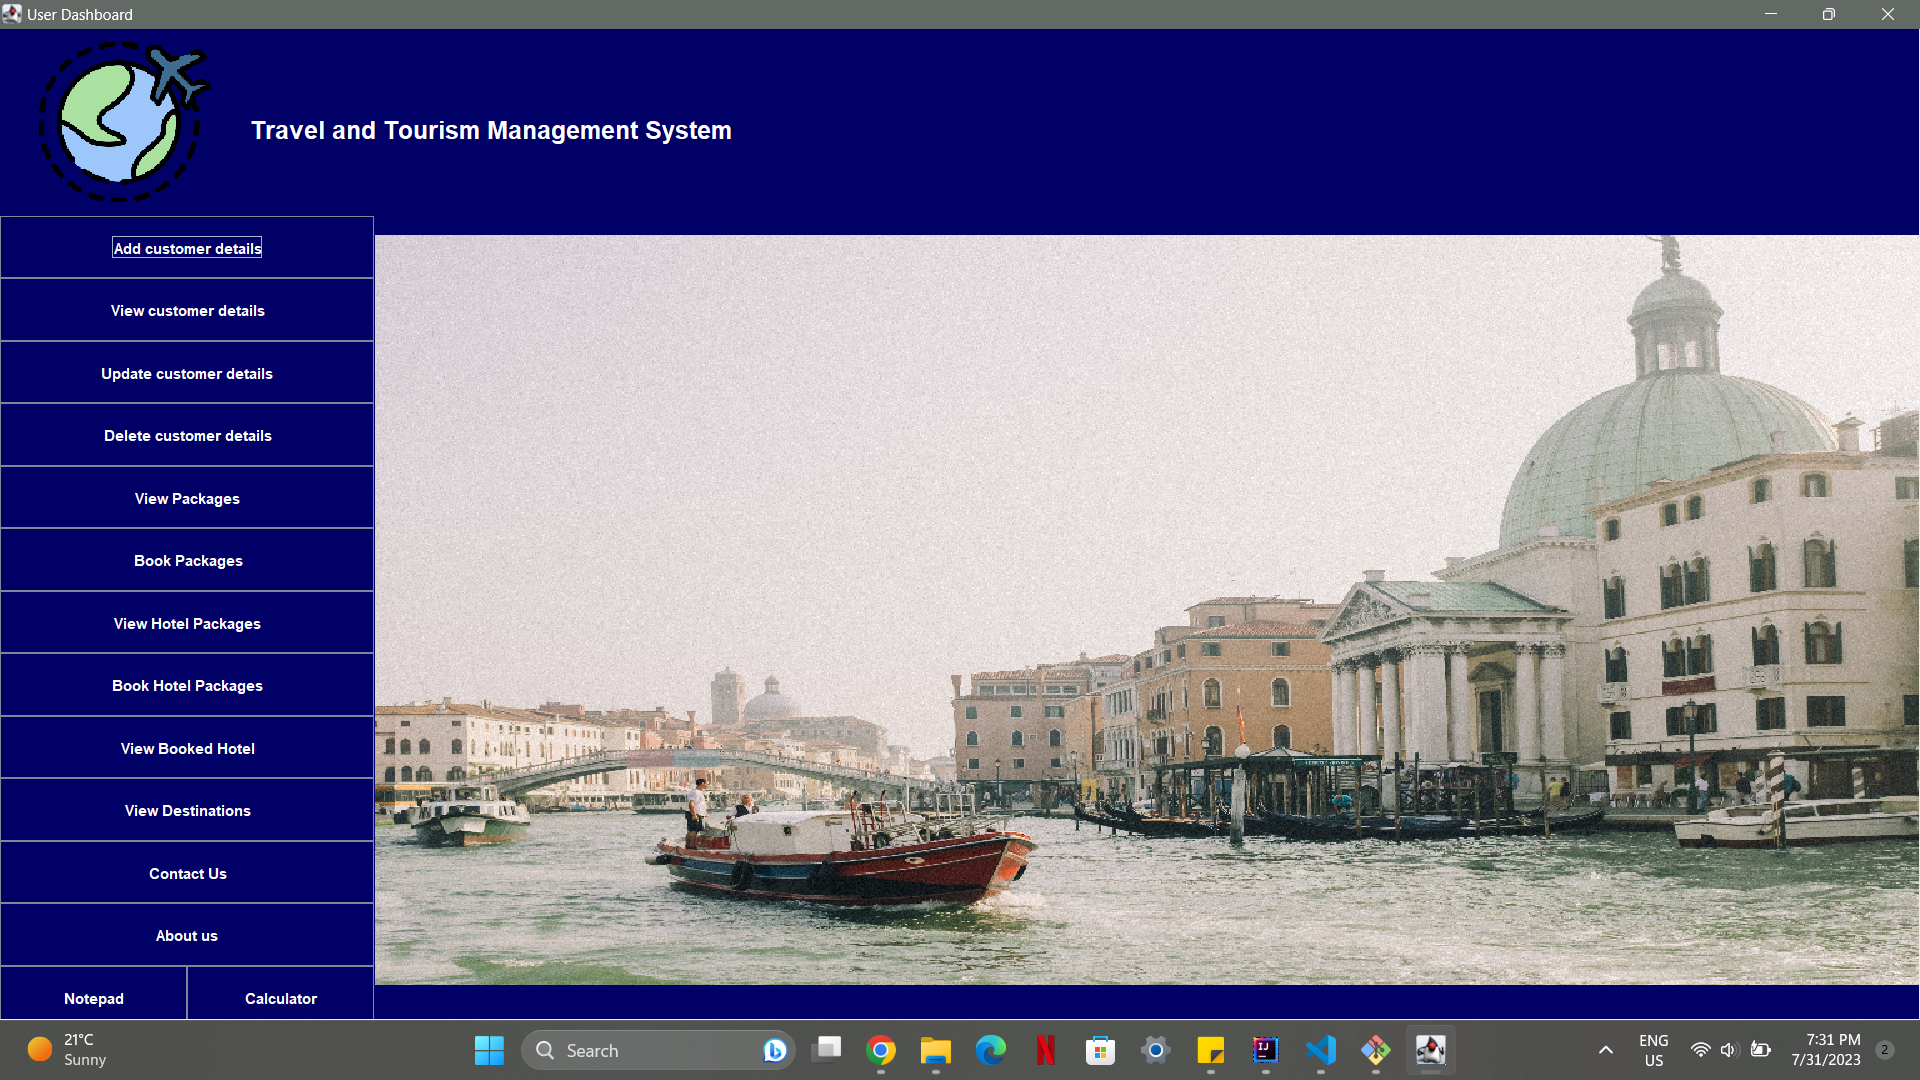 User Dashboard
Travel and Tourism Management System
Add customer details
View customer details
Update customer details
Delete customer details
View Packages
Book Packages
View Hotel Packages
Book Hotel Packages
View Booked Hotel
View Destinations
Contact Us
About us
Notepad
Calculator
21°C
Sunny
Search
IJ
ENG
US
7:31 PM
7/31/2023
2